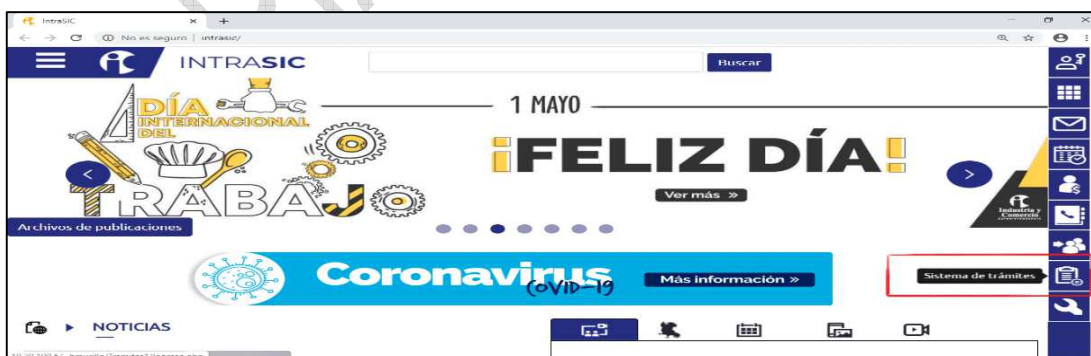 IntraSIC
No es seguro | intrasic/
INTRASIC
Buscar
DÍA
INTERNACIONAL
DEL
TRABAJO
1 MAYO
¡FELIZ DÍA!
Ver más »
Industria y
Comercio
Archivos de publicaciones
Coronavirus
COVID-19
Más información »
Sistema de trámites
NOTICIAS